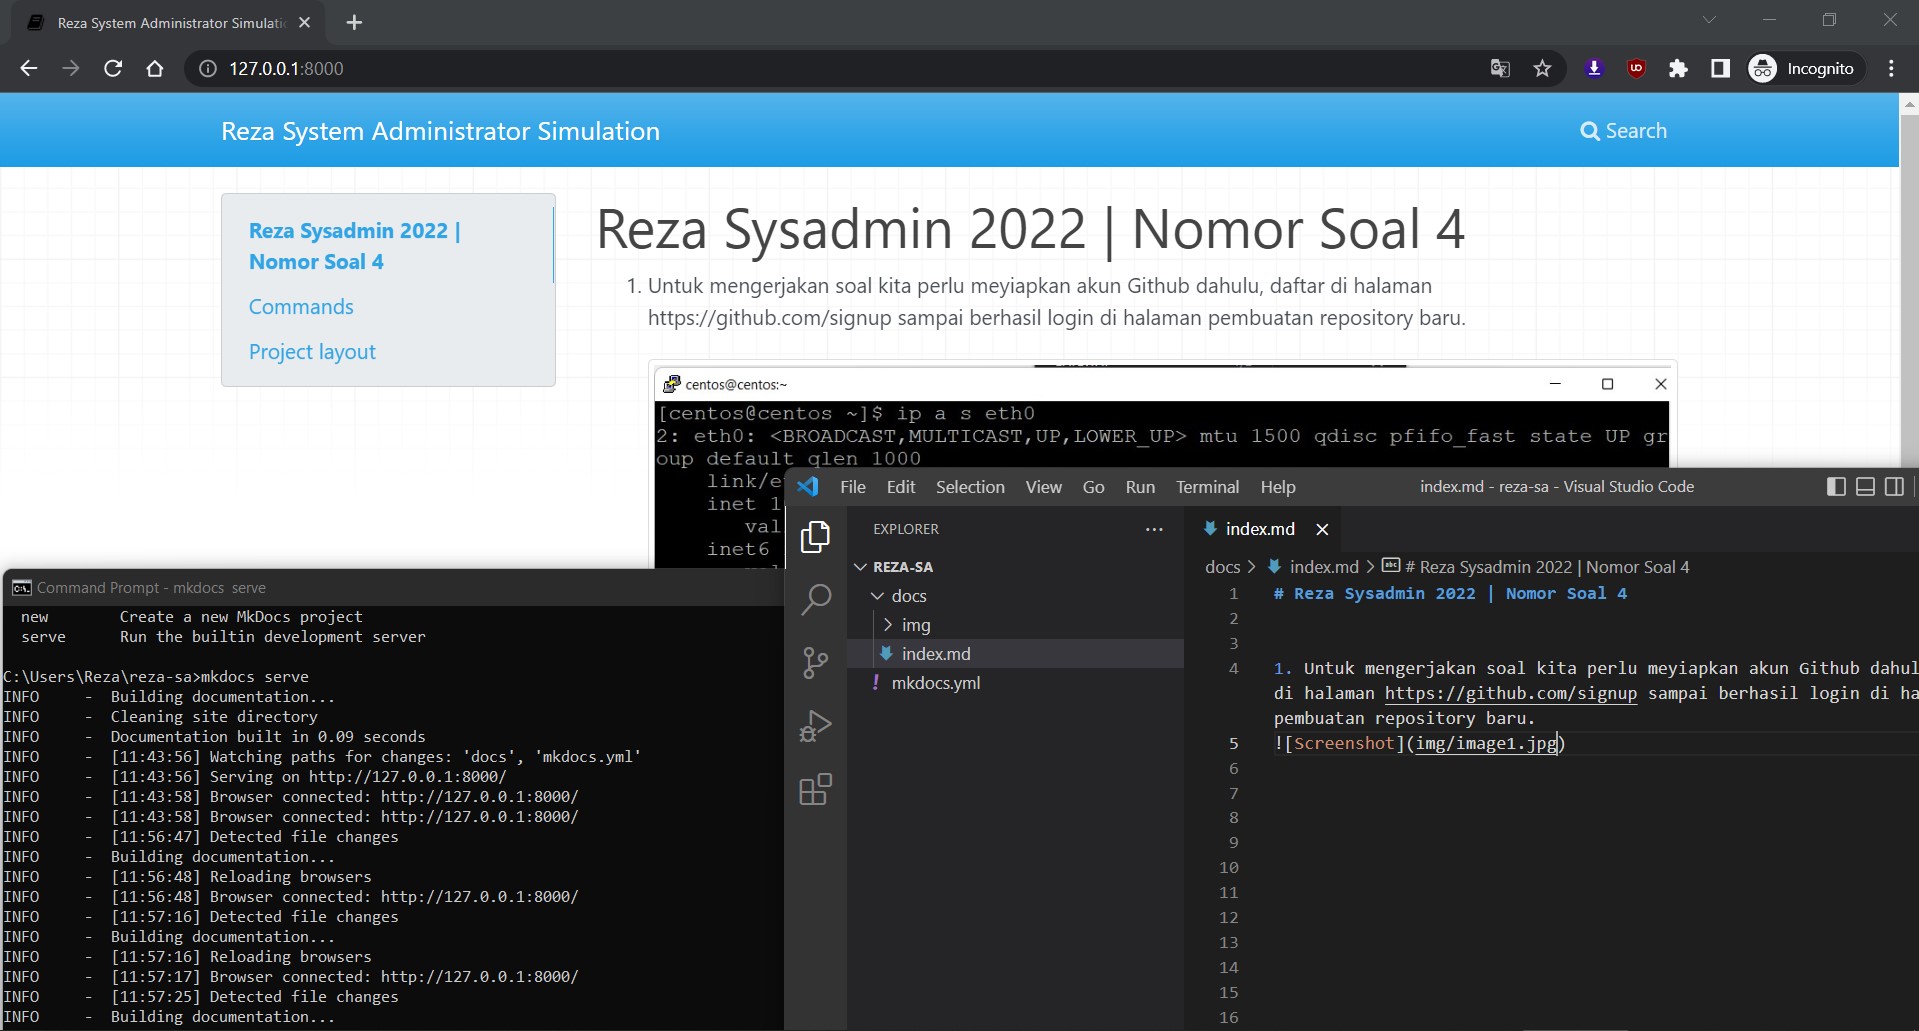 Reza System Administrator Simulatic
127.0.0.1:8000
Incognito
Reza System Administrator Simulation
Search
Reza Sysadmin 2022 |
Nomor Soal 4
Commands
Project layout
Reza Sysadmin 2022 | Nomor Soal 4
1. Untuk mengerjakan soal kita perlu meyiapkan akun Github dahulu, daftar di halaman
https://github.com/signup sampai berhasil login di halaman pembuatan repository baru.
centos@centos:~
[centos@centos ~]$ ip a s eth0
2: eth0: <BROADCAST,MULTICAST,UP,LOWER_UP> mtu 1500 qdisc pfifo_fast state UP gr
oup default qlen 1000
link/e
inet 1
val
inet6
Command Prompt - mkdocs serve
new Create a new MkDocs project
serve Run the builtin development server
C:\Users\Reza\reza-sa>mkdocs serve
INFO - Building documentation...
INFO - Cleaning site directory
INFO - Documentation built in 0.09 seconds
INFO - [11:43:56] Watching paths for changes: 'docs', 'mkdocs.yml'
INFO - [11:43:56] Serving on http://127.0.0.1:8000/
INFO - [11:43:58] Browser connected: http://127.0.0.1:8000/
INFO - [11:43:58] Browser connected: http://127.0.0.1:8000/
INFO - [11:56:47] Detected file changes
INFO - Building documentation...
INFO - [11:56:48] Reloading browsers
INFO - [11:56:48] Browser connected: http://127.0.0.1:8000/
INFO - [11:57:16] Detected file changes
INFO - Building documentation...
INFO - [11:57:16] Reloading browsers
INFO - [11:57:17] Browser connected: http://127.0.0.1:8000/
INFO - [11:57:25] Detected file changes
INFO - Building documentation...
File Edit Selection View Go Run Terminal Help
index.md - reza-sa - Visual Studio Code
EXPLORER
REZA-SA
docs
img
index.md
mkdocs.yml
index.md
docs > index.md > # Reza Sysadmin 2022 | Nomor Soal 4
1 # Reza Sysadmin 2022 | Nomor Soal 4
2
3
4 1. Untuk mengerjakan soal kita perlu meyiapkan akun Github dahul
di halaman https://github.com/signup sampai berhasil login di ha
pembuatan repository baru.
5 ![Screenshot](img/image1.jpg)
6
7
8
9
10
11
12
13
14
15
16